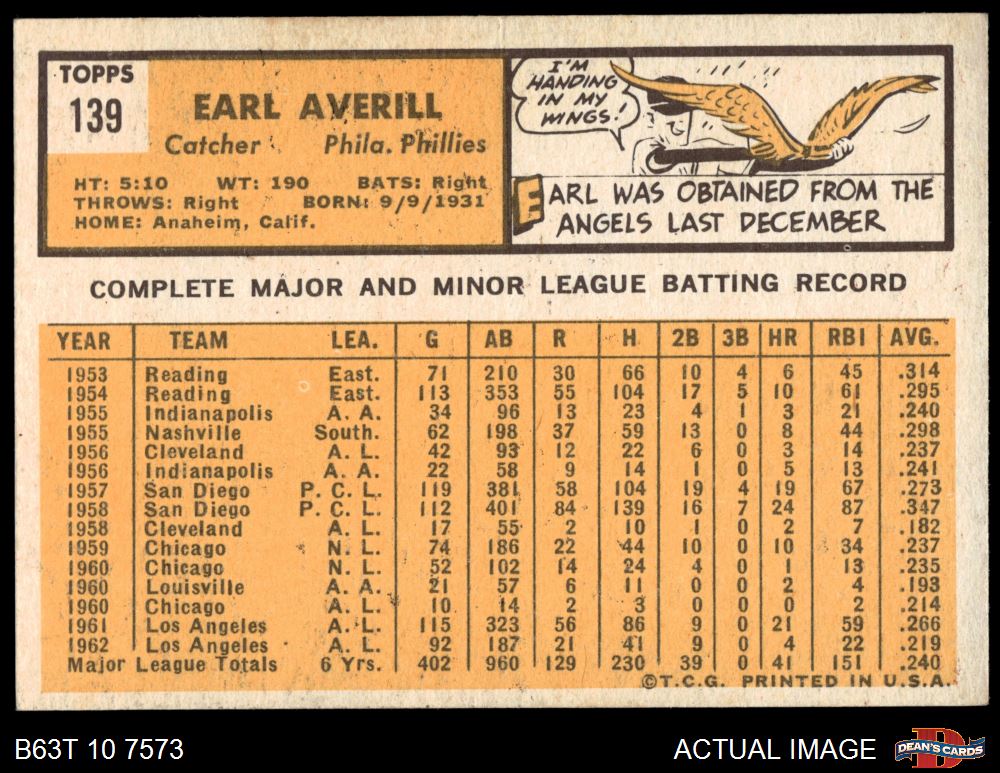 TOPPS
139
EARL AVERILL
Catcher Phila. Phillies
HT: 5:10 WT: 190 BATS: Right
THROWS: Right BORN: 9/9/1931
HOME: Anaheim, Calif.
I'M
HANDING
IN MY
WINGS!
EARL WAS OBTAINED FROM THE
ANGELS LAST DECEMBER
COMPLETE MAJOR AND MINOR LEAGUE BATTING RECORD
YEAR TEAM LEA. G AB R H 2B 3B HR RBI AVG.
1953 Reading East. 71 210 30 66 10 4 6 45 .314
1954 Reading East. 113 353 55 104 17 5 10 61 .295
1955 Indianapolis A. A. 34 96 13 23 4 1 3 21 .240
1955 Nashville South. 62 198 37 59 13 0 8 44 .298
1956 Cleveland A. L. 42 93 12 22 6 0 3 14 .237
1956 Indianapolis A. A. 22 58 9 14 1 0 5 13 .241
1957 San Diego P. C. L. 119 381 58 104 19 4 19 67 .273
1958 San Diego P. C. L. 112 401 84 139 16 7 24 87 .347
1958 Cleveland A. L. 17 55 2 10 1 0 2 7 .182
1959 Chicago N. L. 74 186 22 44 10 0 10 34 .237
1960 Chicago N. L. 52 102 14 24 4 0 1 13 .235
1960 Louisville A. A. 21 57 6 11 0 0 2 4 .193
1960 Chicago A. L. 10 14 2 3 0 0 0 2 .214
1961 Los Angeles A. L. 115 323 56 86 9 0 21 59 .266
1962 Los Angeles A. L. 92 187 21 41 9 0 4 22 .219
Major League Totals 6 Yrs. 402 960 129 230 39 0 41 151 .240
©T.C.G. PRINTED IN U.S.A.
B63T 10 7573 ACTUAL IMAGE DEAN'S CARDS